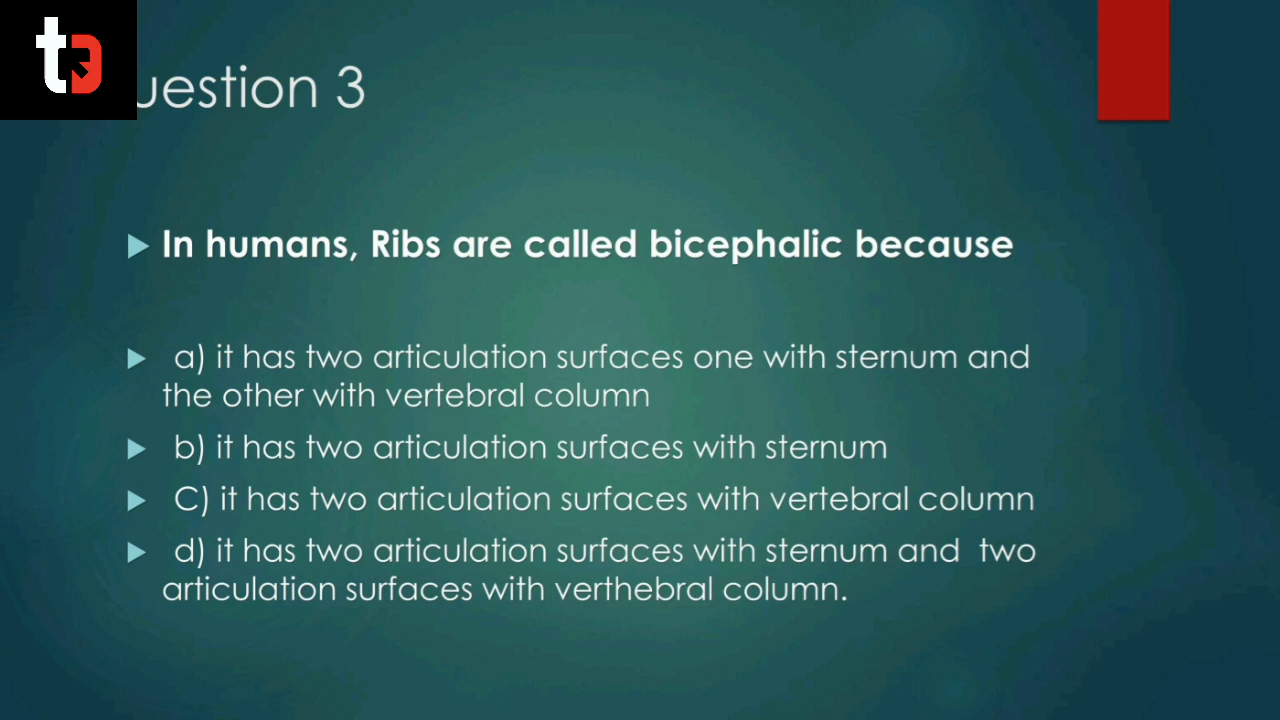 uestion 3
In humans, Ribs are called bicephalic because
a) it has two articulation surfaces one with sternum and
the other with vertebral column
b) it has two articulation surfaces with sternum
C) it has two articulation surfaces with vertebral column
d) it has two articulation surfaces with sternum and two
articulation surfaces with verthebral column.